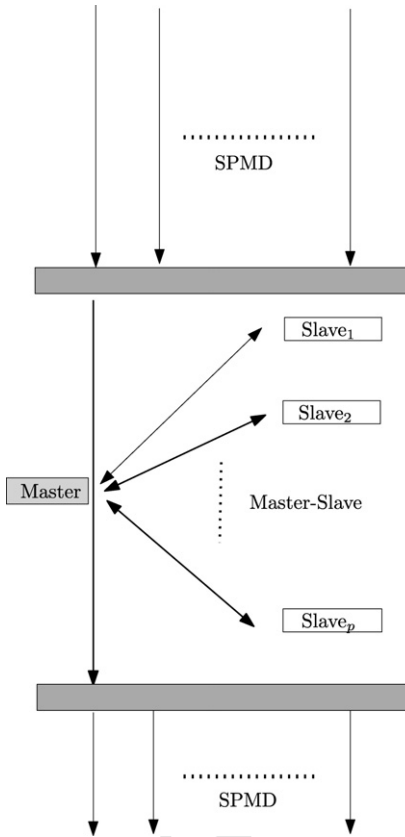 SPMD
Slave₁
Slave₂
Master
Master-Slave
Slaveₚ
SPMD